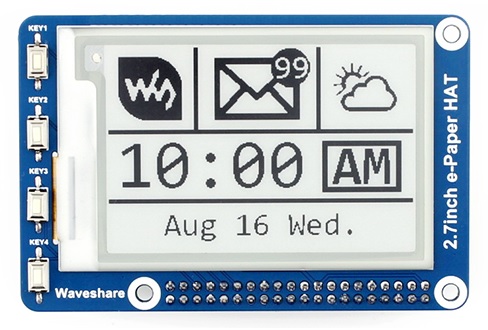 KEY1
KEY2
KEY3
KEY4
99
10:00 AM
Aug 16 Wed.
2.7inch e-Paper HAT
Waveshare